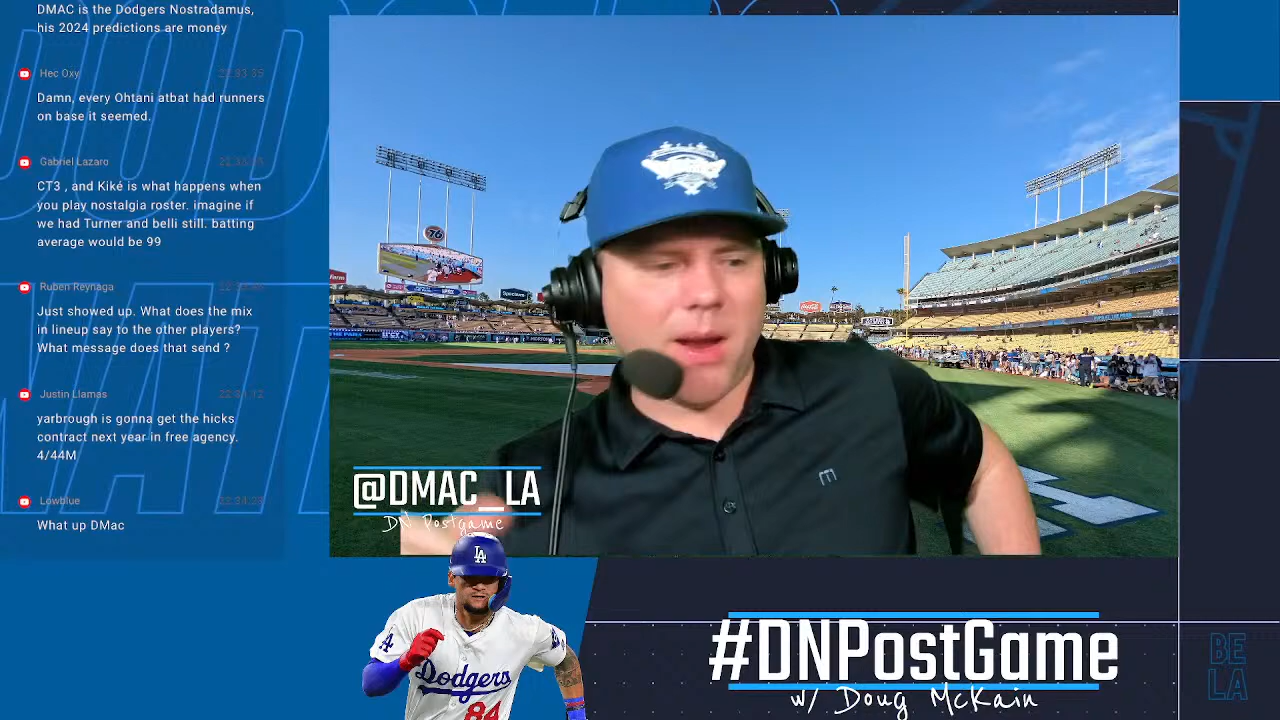 DMAC is the Dodgers Nostradamus,
his 2024 predictions are money
Hec Oxy
Damn, every Ohtani atbat had runners
on base it seemed.
Gabriel Lazaro
CT3 , and Kiké is what happens when
you play nostalgia roster. imagine if
we had Turner and belli still. batting
average would be 99
Ruben Reynaga
Just showed up. What does the mix
in lineup say to the other players?
What message does that send ?
Justin Llamas
yarbrough is gonna get the hicks
contract next year in free agency.
4/44M
Lowblue
What up DMac
76
@DMAC_LA
DN Postgame
LA
Dodgers
84
#DNPostGame
w/ Doug McKain
BE
LA